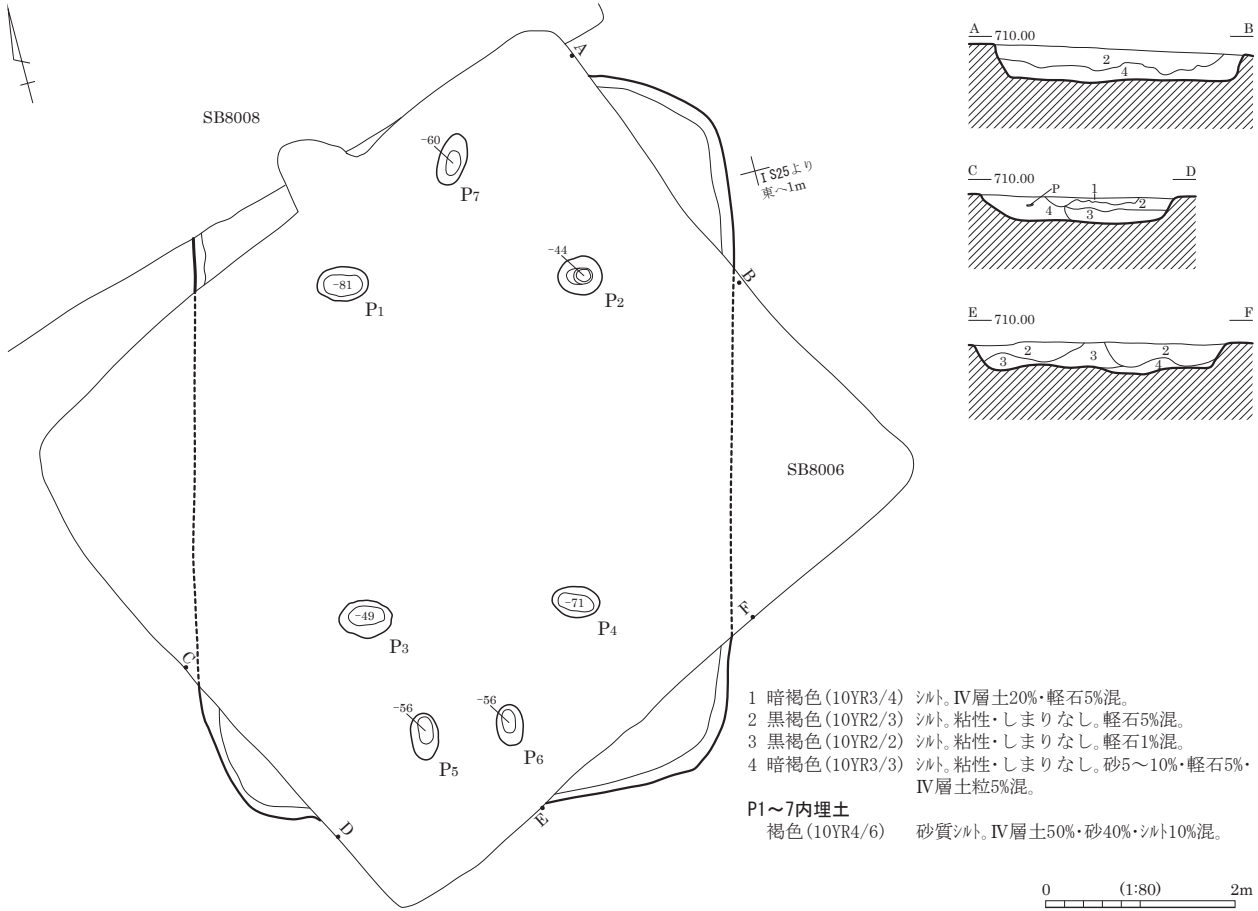 A
710.00
B
2
4
C
710.00
D
P
1
2
4
3
E
710.00
F
2
3
2
3
4
SB8008
A
-60
P7
I S25より
東へ1m
-44
P2
B
-81
P1
SB8006
-71
P4
F
-49
P3
C
-56
P5
-56
P6
E
D
1 暗褐色(10YR3/4) シルト。Ⅳ層土20%・軽石5%混。
2 黒褐色(10YR2/3) シルト。粘性・しまりなし。軽石5%混。
3 黒褐色(10YR2/2) シルト。粘性・しまりなし。軽石1%混。
4 暗褐色(10YR3/3) シルト。粘性・しまりなし。砂5～10%・軽石5%・
Ⅳ層土粒5%混。
P1～7内埋土
褐色(10YR4/6) 砂質シルト。Ⅳ層土50%・砂40%・シルト10%混。
0 (1:80) 2m